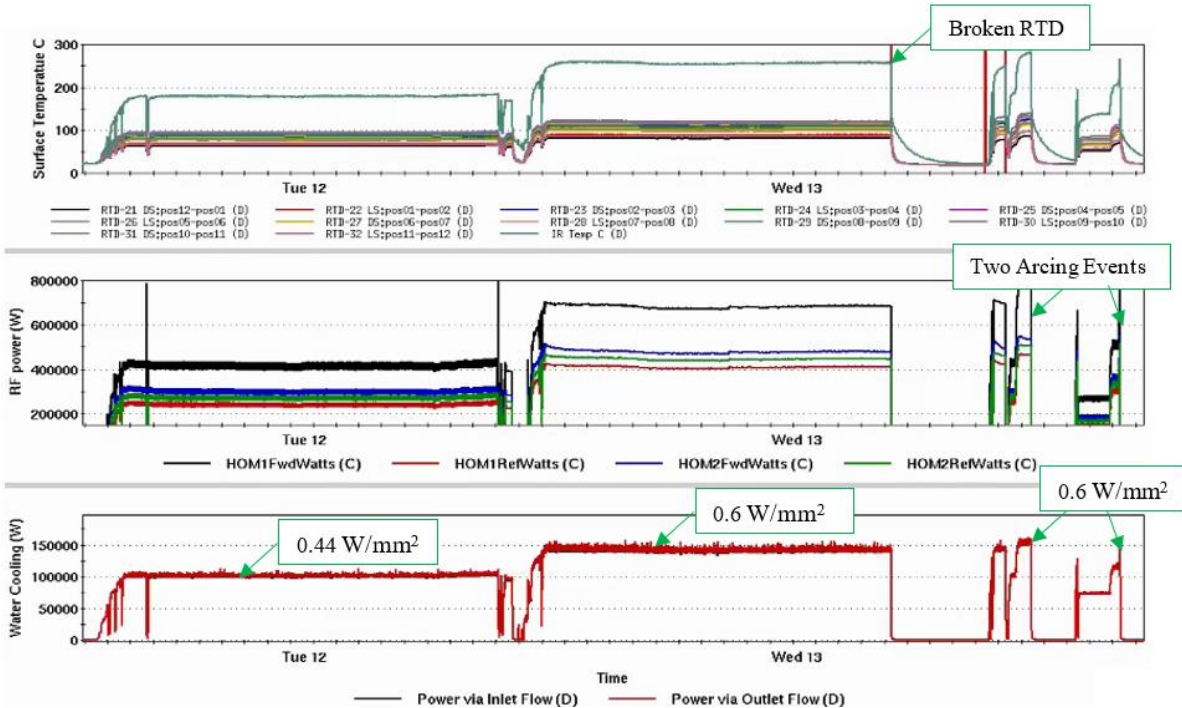 Broken RTD
Surface Temperatue C
300
200
100
0
Tue 12
Wed 13
RTD-21 DS;pos12-pos01 (D)
RTD-22 LS;pos01-pos02 (D)
RTD-23 DS;pos02-pos03 (D)
RTD-24 LS;pos03-pos04 (D)
RTD-25 DS;pos04-pos05 (D)
RTD-26 LS;pos05-pos06 (D)
RTD-27 DS;pos06-pos07 (D)
RTD-28 LS;pos07-pos08 (D)
RTD-29 DS;pos08-pos09 (D)
RTD-30 LS;pos09-pos10 (D)
RTD-31 DS;pos10-pos11 (D)
RTD-32 LS;pos11-pos12 (D)
IR Temp C (D)
Two Arcing Events
RF power (W)
800000
600000
400000
200000
Tue 12
Wed 13
HOM1FwdWatts (C)
HOM1RefWatts (C)
HOM2FwdWatts (C)
HOM2RefWatts (C)
0.44 W/mm²
0.6 W/mm²
0.6 W/mm²
Water Cooling (W)
150000
100000
50000
0
Tue 12
Wed 13
Time
Power via Inlet Flow (D)
Power via Outlet Flow (D)